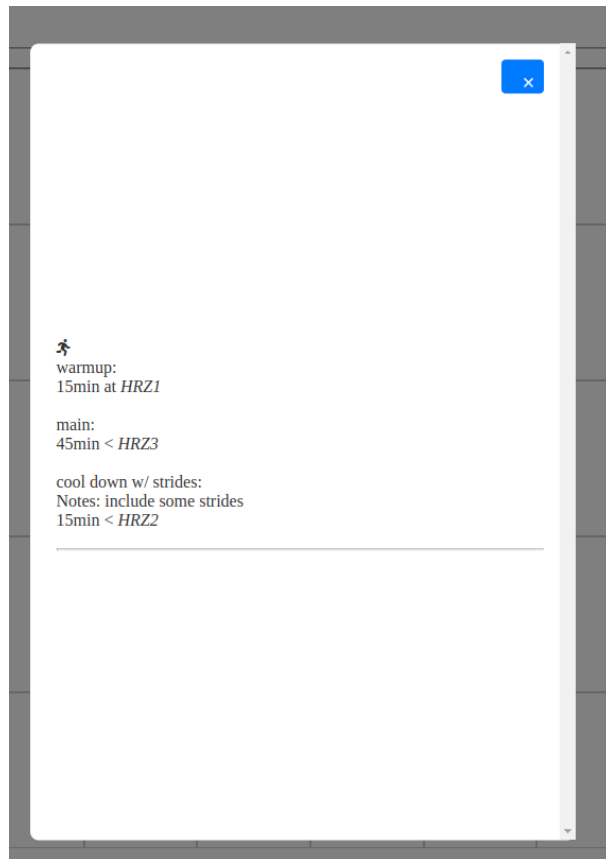 ×
warmup:
15min at HRZ1
main:
45min < HRZ3
cool down w/ strides:
Notes: include some strides
15min < HRZ2